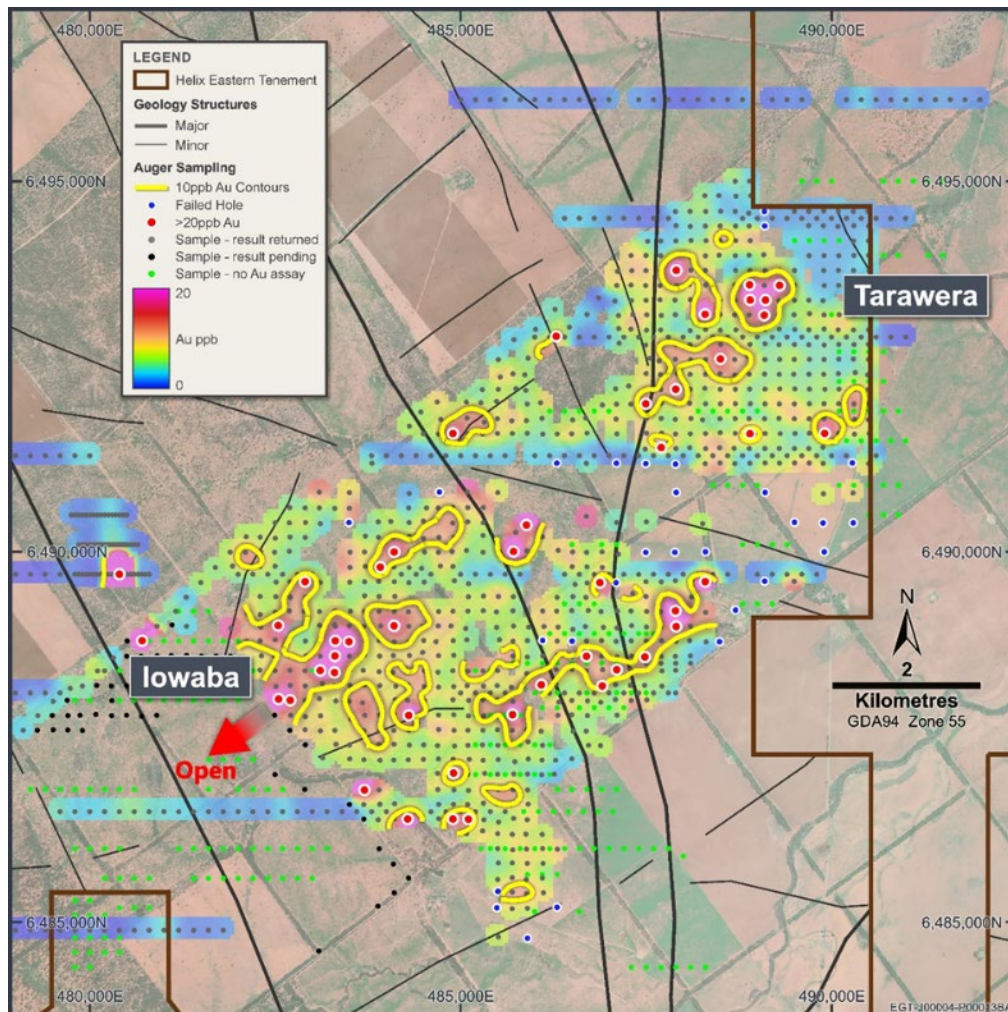 480,000E
485,000E
490,000E
LEGEND
Helix Eastern Tenement
Geology Structures
Major
Minor
Auger Sampling
10ppb Au Contours
Failed Hole
>20ppb Au
Sample - result returned
Sample - result pending
Sample - no Au assay
20
Au ppb
0
6,495,000N
6,495,000N
Tarawera
6,490,000N
6,490,000N
N
2
Kilometres
GDA94 Zone 55
Iowaba
Open
6,485,000N
6,485,000N
480,000E
485,000E
490,000E